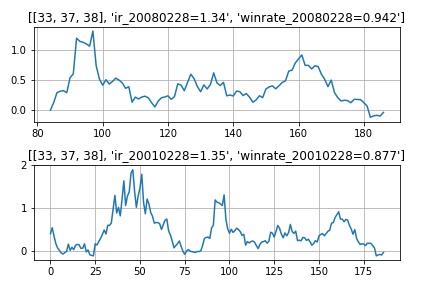 [[33, 37, 38], 'ir_20080228=1.34', 'winrate_20080228=0.942']
1.0
0.5
0.0
80 100 120 140 160 180
[[33, 37, 38], 'ir_20010228=1.35', 'winrate_20010228=0.877']
2
1
0
0 25 50 75 100 125 150 175